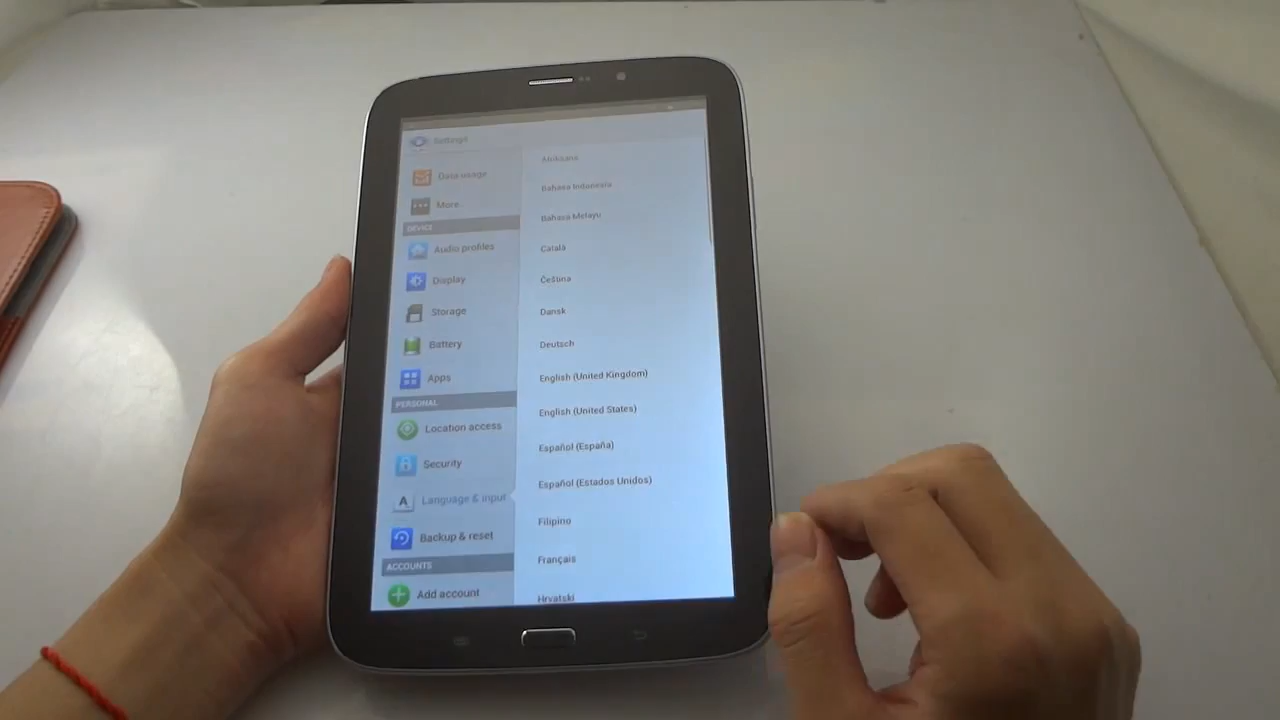 Settings
Data usage
More...
DEVICE
Audio profiles
Display
Storage
Battery
Apps
PERSONAL
Location access
Security
A
Language & input
Backup & reset
ACCOUNTS
Add account
Afrikaans
Bahasa Indonesia
Bahasa Melayu
Català
Čeština
Dansk
Deutsch
English (United Kingdom)
English (United States)
Español (España)
Español (Estados Unidos)
Filipino
Français
Hrvatski